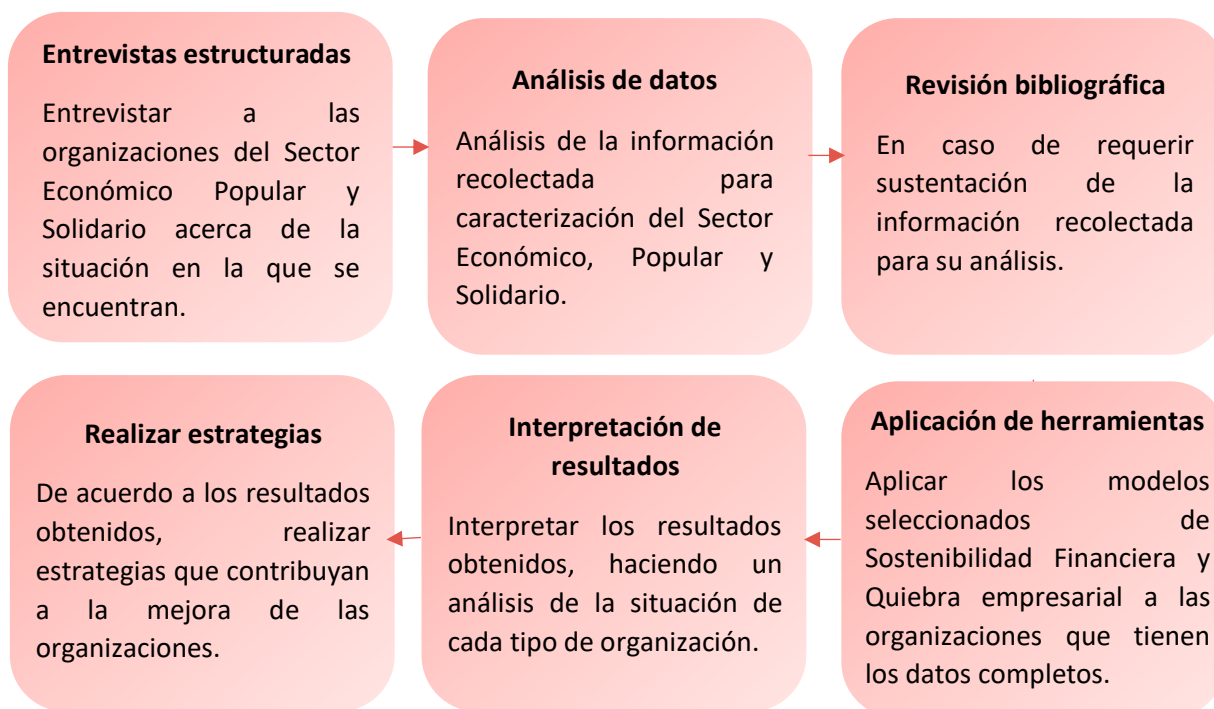 Entrevistas estructuradas
Entrevistar a las
organizaciones del Sector
Económico Popular y
Solidario acerca de la
situación en la que se
encuentran.
Análisis de datos
Análisis de la información
recolectada para
caracterización del Sector
Económico, Popular y
Solidario.
Revisión bibliográfica
En caso de requerir
sustentación de la
información recolectada
para su análisis.
Aplicación de herramientas
Aplicar los modelos
seleccionados de
Sostenibilidad Financiera y
Quiebra empresarial a las
organizaciones que tienen
los datos completos.
Interpretación de
resultados
Interpretar los resultados
obtenidos, haciendo un
análisis de la situación de
cada tipo de organización.
Realizar estrategias
De acuerdo a los resultados
obtenidos, realizar
estrategias que contribuyan
a la mejora de las
organizaciones.